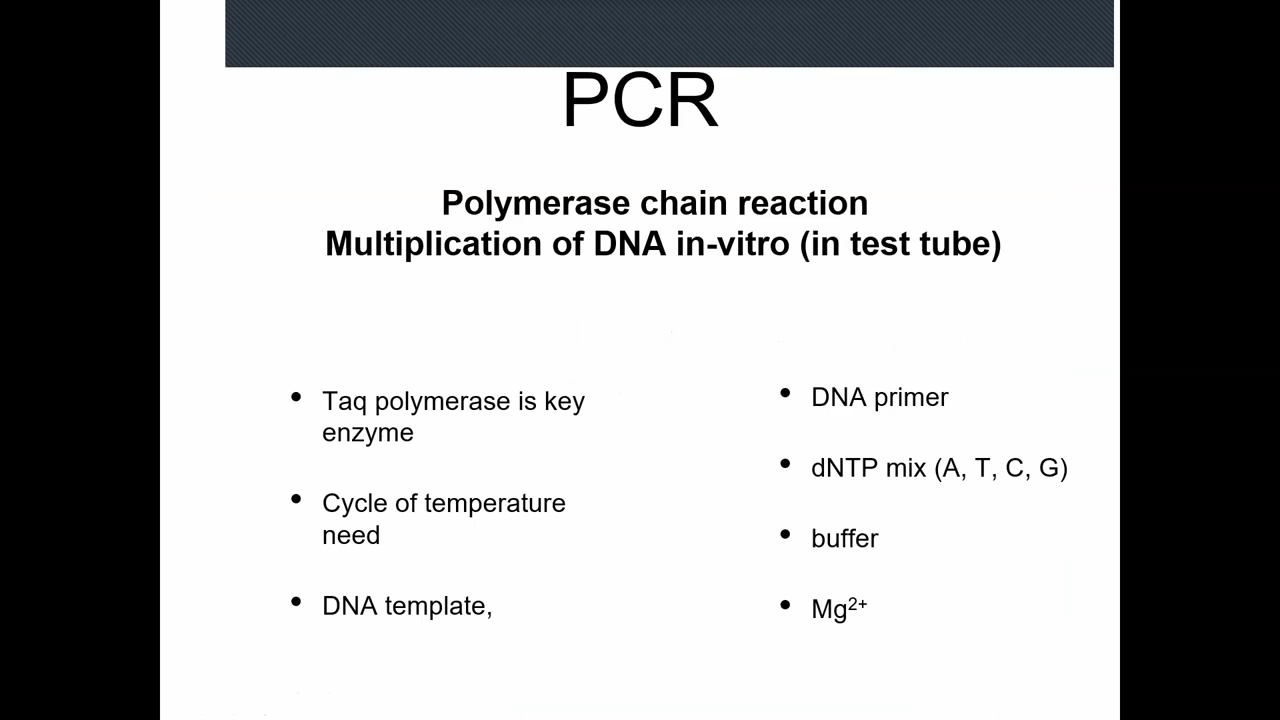 PCR
Polymerase chain reaction
Multiplication of DNA in-vitro (in test tube)
• Taq polymerase is key
enzyme
• Cycle of temperature
need
• DNA template,
• DNA primer
• dNTP mix (A, T, C, G)
• buffer
• Mg²⁺